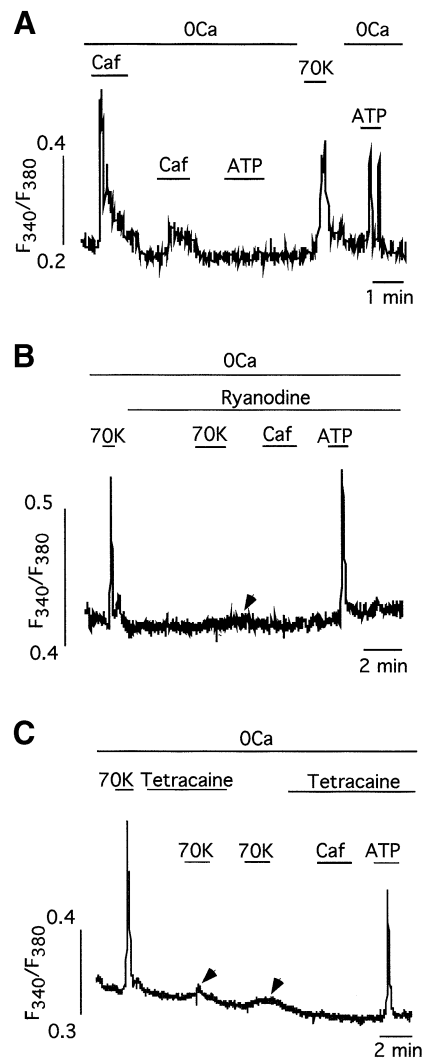 A
0Ca 0Ca
Caf 70K
ATP
Caf ATP
0.4
F340/F380
0.2
1 min
B
0Ca
Ryanodine
70K 70K Caf ATP
0.5
F340/F380
0.4
2 min
C
0Ca
70K Tetracaine Tetracaine
70K 70K Caf ATP
0.4
F340/F380
0.3
2 min